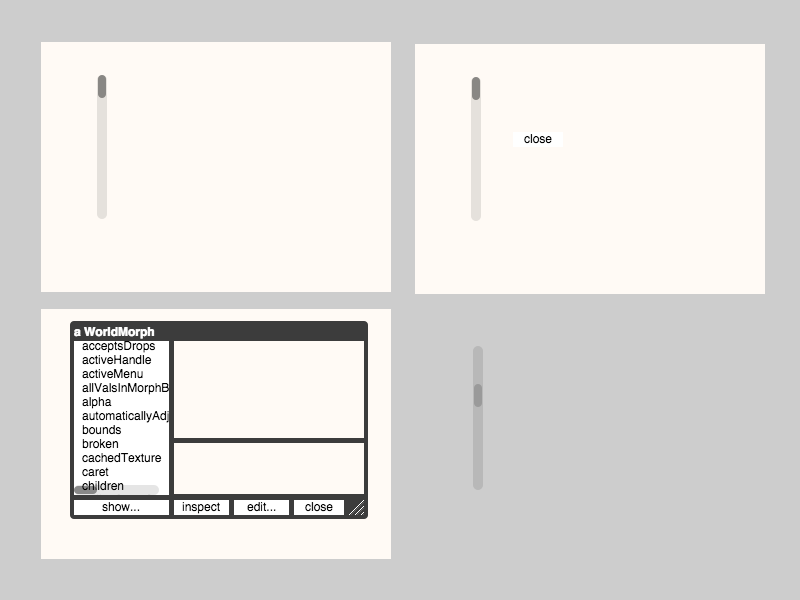 close
a WorldMorph
acceptsDrops
activeHandle
activeMenu
allValsInMorphB
alpha
automaticallyAdj
bounds
broken
cachedTexture
caret
children
show... inspect edit... close